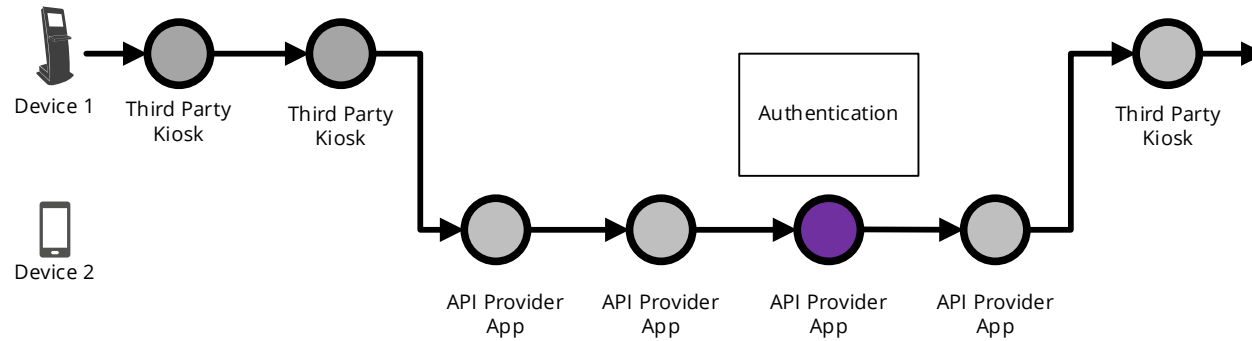 Device 1
Third Party
Kiosk
Third Party
Kiosk
Authentication
Third Party
Kiosk
Device 2
API Provider
App
API Provider
App
API Provider
App
API Provider
App